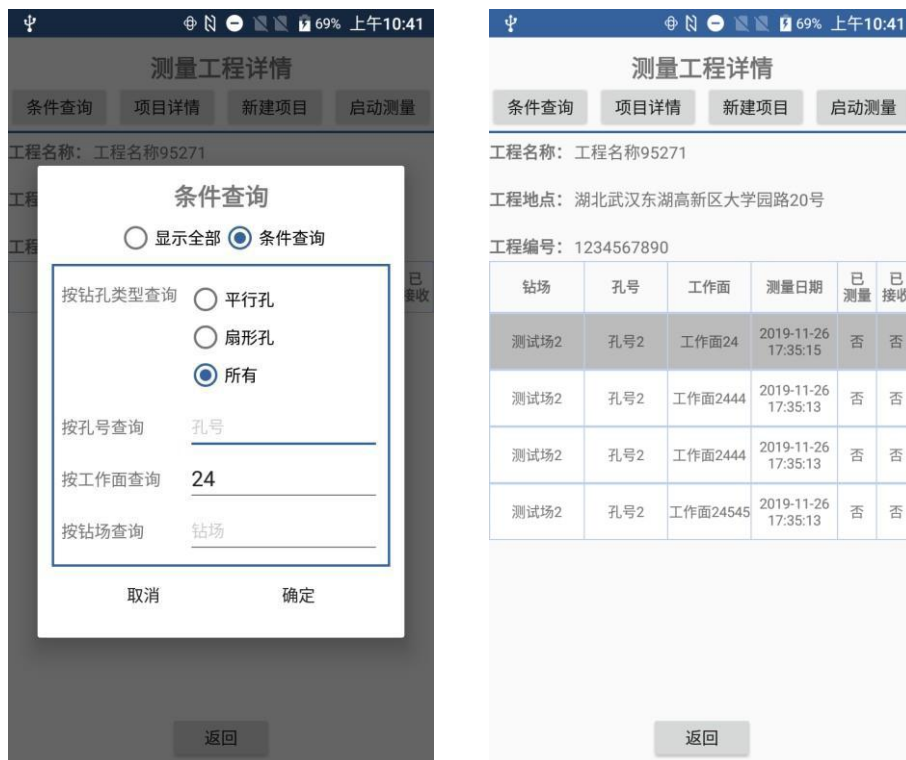 69% 上午10:41
测量工程详情
条件查询 项目详情 新建项目 启动测量
工程名称：工程名称95271
工程
工程
已
接收
条件查询
显示全部 条件查询
按钻孔类型查询 平行孔
扇形孔
所有
按孔号查询 孔号
按工作面查询 24
按钻场查询 钻场
取消 确定
返回
69% 上午10:41
测量工程详情
条件查询 项目详情 新建项目 启动测量
工程名称：工程名称95271
工程地点：湖北武汉东湖高新区大学园路20号
工程编号：1234567890
钻场 孔号 工作面 测量日期 已测量 已接收
测试场2 孔号2 工作面24 2019-11-26 17:35:15 否 否
测试场2 孔号2 工作面2444 2019-11-26 17:35:13 否 否
测试场2 孔号2 工作面2444 2019-11-26 17:35:13 否 否
测试场2 孔号2 工作面24545 2019-11-26 17:35:13 否 否
返回